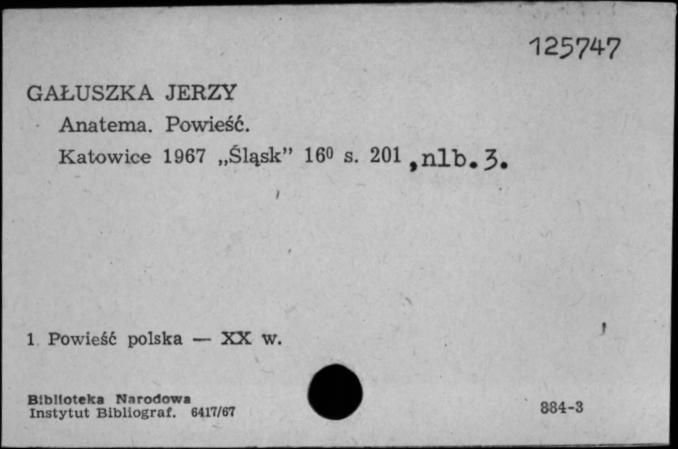 125747
GAŁUSZKA JERZY
Anatema. Powieść.
Katowice 1967 „Śląsk” 16⁰ s. 201 ,nlb.3.
1 Powieść polska — XX w.
Biblioteka Narodowa
Instytut Bibliograf. 6417/67
884-3